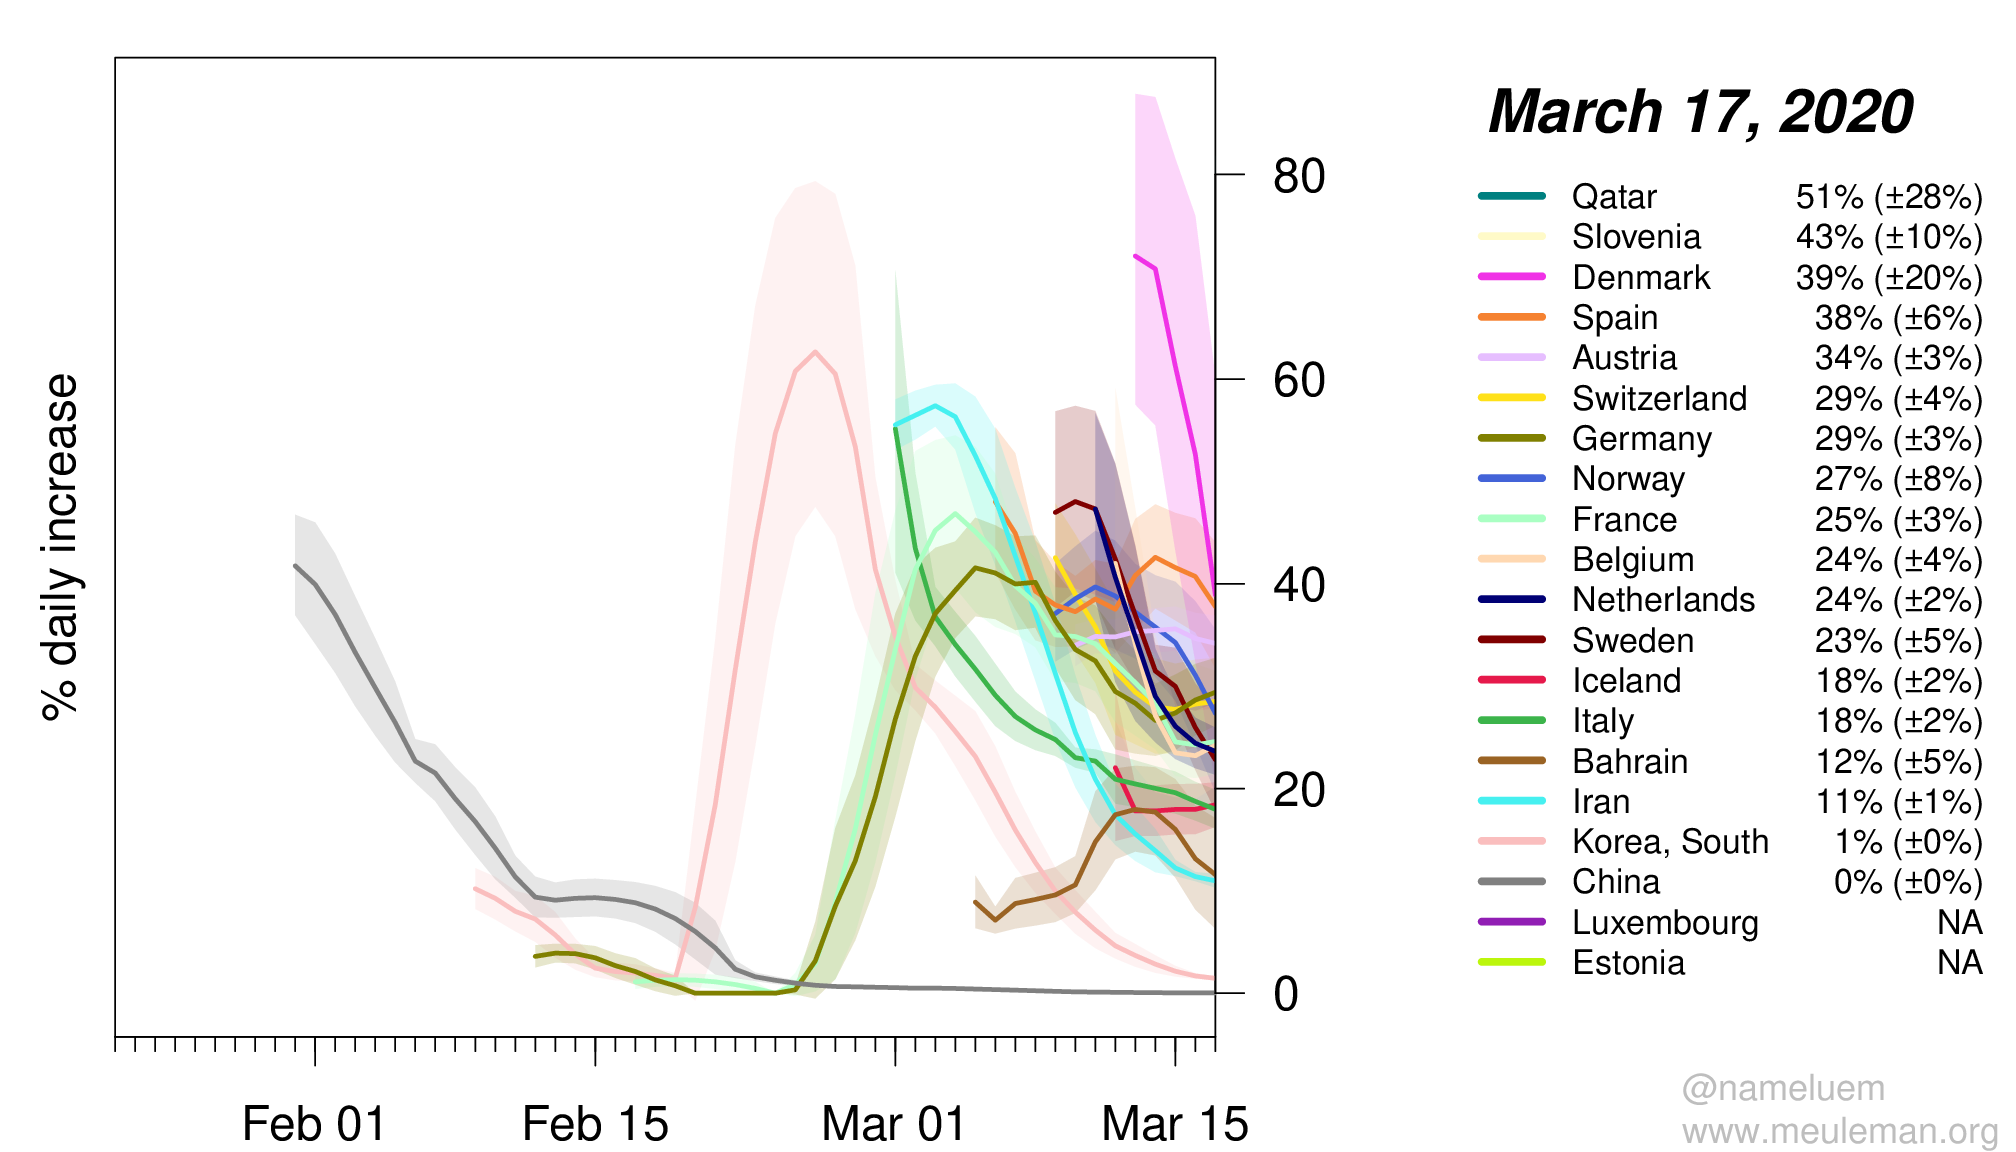 March 17, 2020
Qatar 51% (±28%)
Slovenia 43% (±10%)
Denmark 39% (±20%)
Spain 38% (±6%)
Austria 34% (±3%)
Switzerland 29% (±4%)
Germany 29% (±3%)
Norway 27% (±8%)
France 25% (±3%)
Belgium 24% (±4%)
Netherlands 24% (±2%)
Sweden 23% (±5%)
Iceland 18% (±2%)
Italy 18% (±2%)
Bahrain 12% (±5%)
Iran 11% (±1%)
Korea, South 1% (±0%)
China 0% (±0%)
Luxembourg NA
Estonia NA
% daily increase
80
60
40
20
0
Feb 01 Feb 15 Mar 01 Mar 15
@nameluem
www.meuleman.org